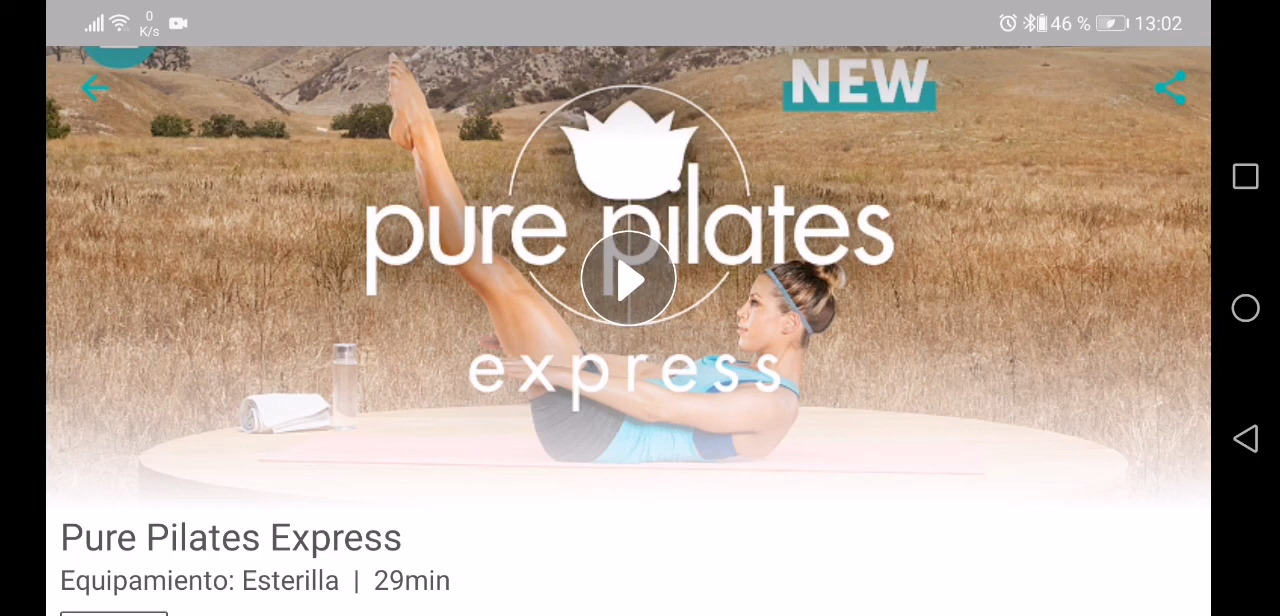 0
K/s
46 %
13:02
NEW
pure pilates
express
Pure Pilates Express
Equipamiento: Esterilla | 29min